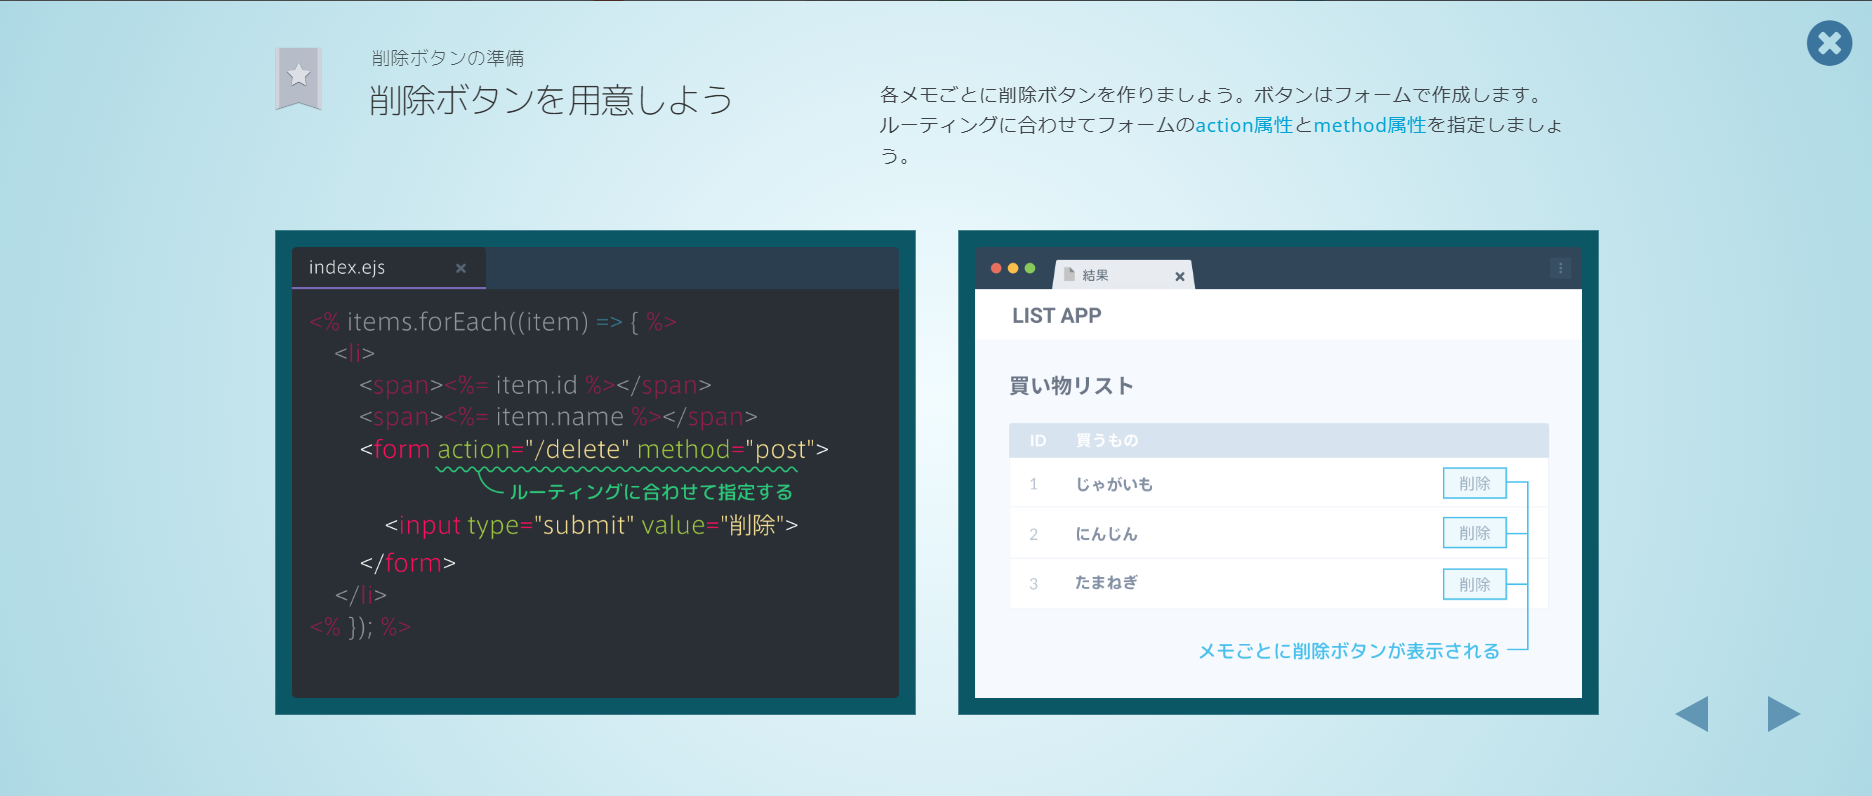 削除ボタンの準備
削除ボタンを用意しよう
各メモごとに削除ボタンを作りましょう。ボタンはフォームで作成します。
ルーティングに合わせてフォームのaction属性とmethod属性を指定しましょ
う。
index.ejs
<% items.forEach((item) => { %>
<li>
<span><%= item.id %></span>
<span><%= item.name %></span>
<form action="/delete" method="post">
ルーティングに合わせて指定する
<input type="submit" value="削除">
</form>
</li>
<% }); %>
結果
LIST APP
買い物リスト
ID 買うもの
1 じゃがいも 削除
2 にんじん 削除
3 たまねぎ 削除
メモごとに削除ボタンが表示される